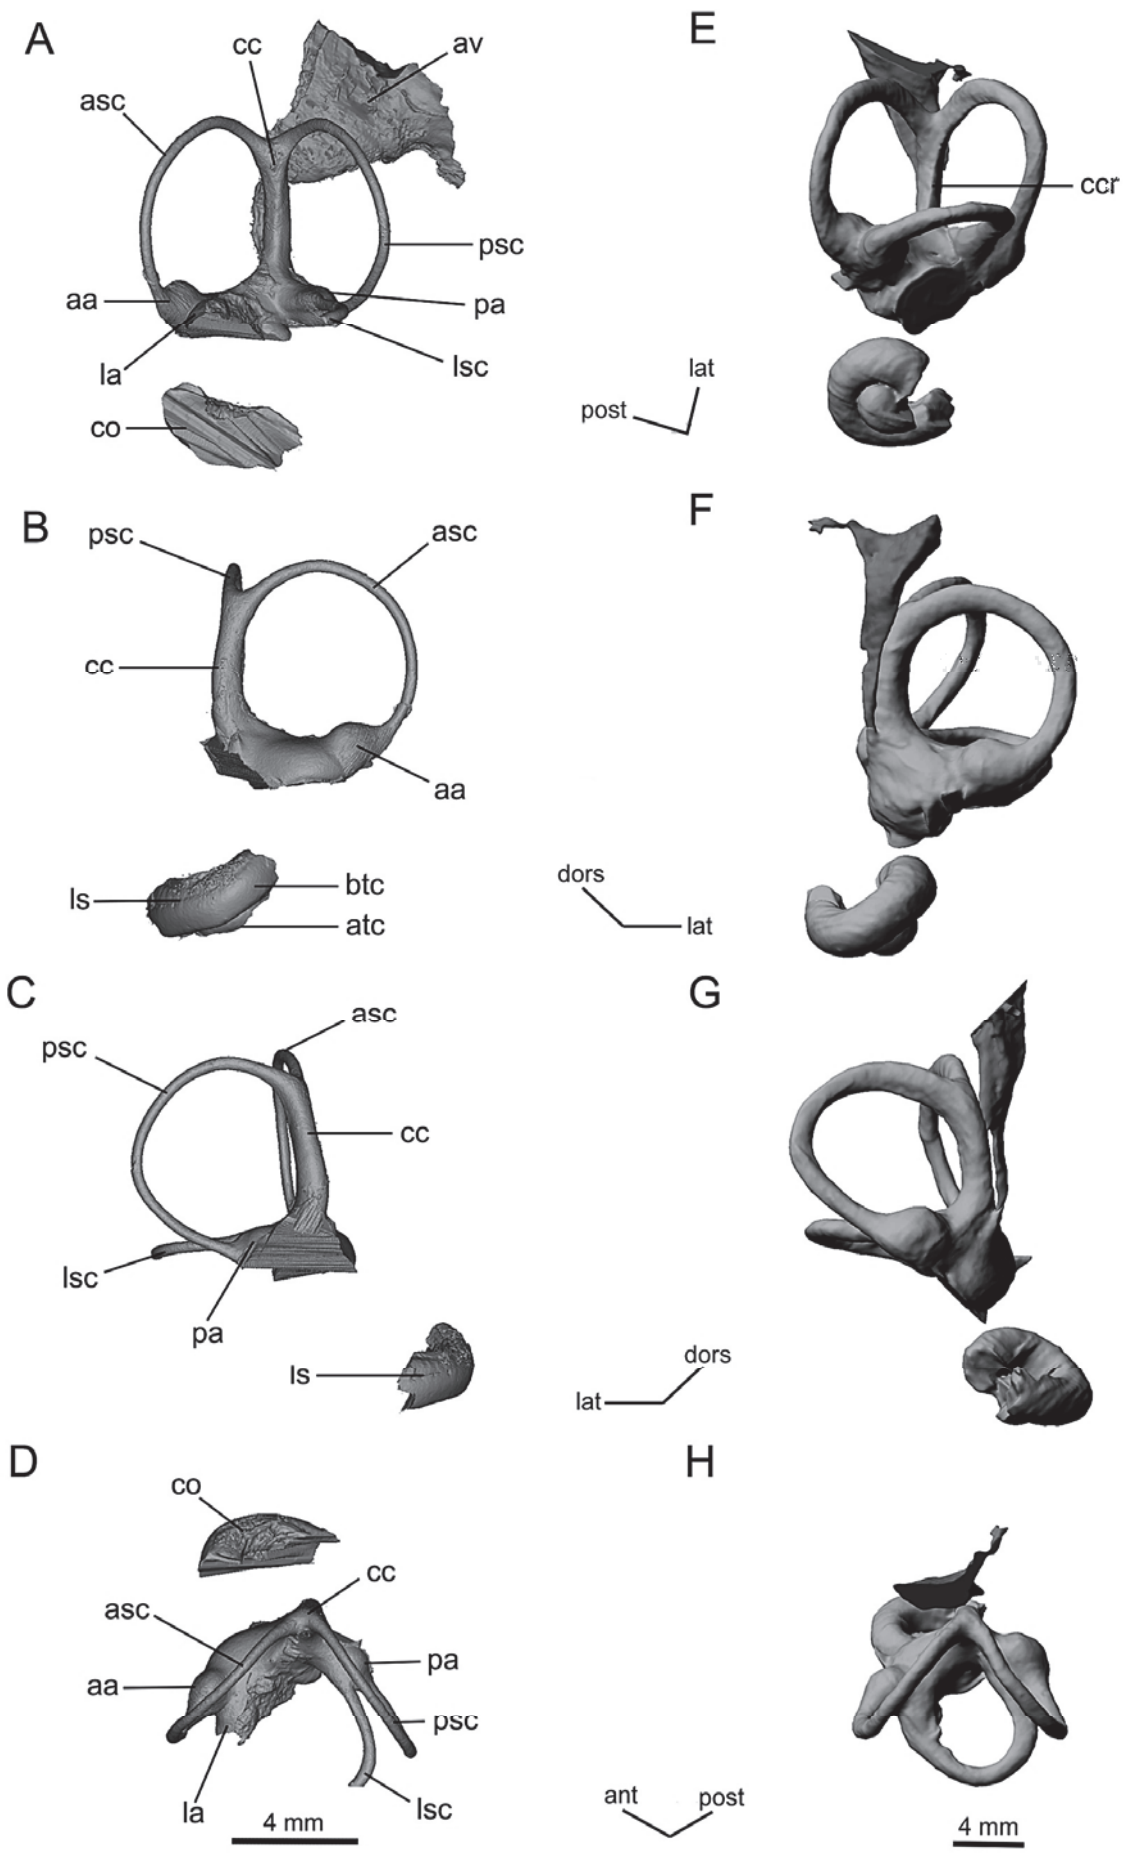 A
cc
av
asc
psc
aa
pa
la
lsc
co
E
ccr
lat
post
B
psc
asc
cc
aa
ls
btc
atc
F
dors
lat
C
asc
psc
cc
lsc
pa
ls
G
dors
lat
D
co
cc
asc
pa
aa
psc
la
lsc
4 mm
H
ant
post
4 mm